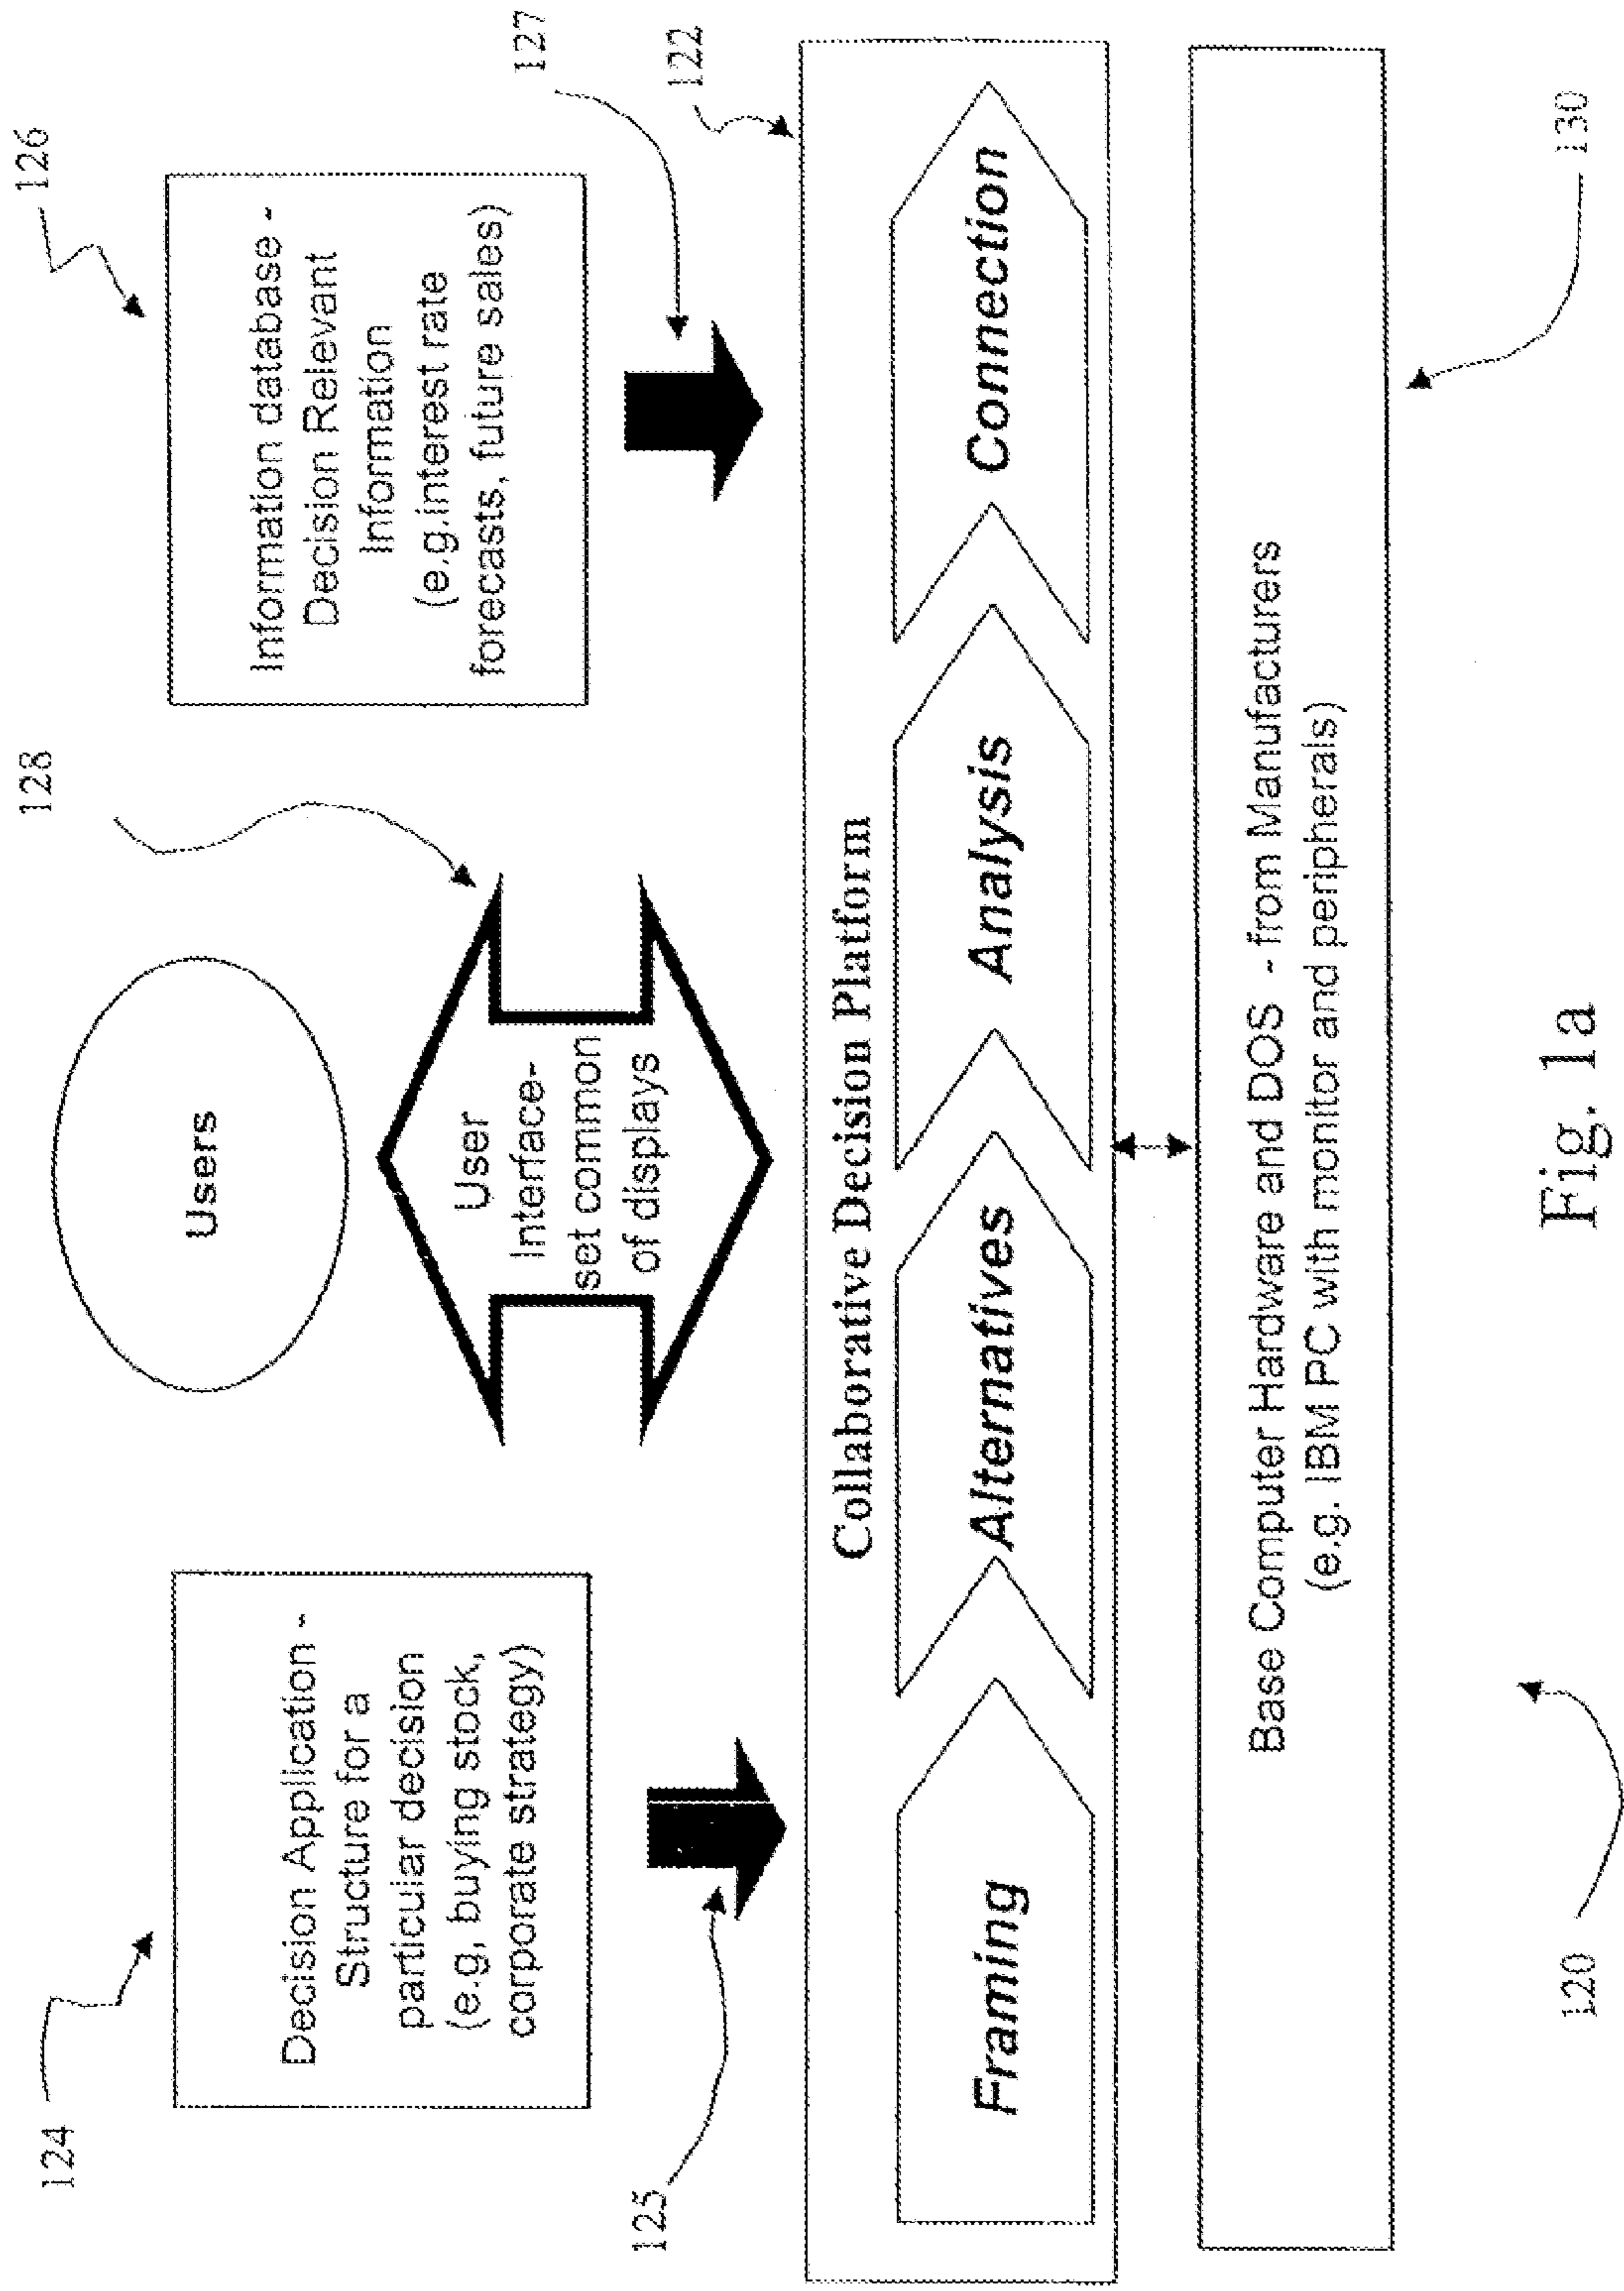 124
Decision Application -
Structure for a
particular decision
(e.g, buying stock,
corporate strategy)
125
Users
128
User
Interface-
set common
of displays
126
Information database -
Decision Relevant
Information
(e.g.interest rate
forecasts, future sales)
127
122
Collaborative Decision Platform
Framing
Alternatives
Analysis
Connection
Base Computer Hardware and DOS - from Manufacturers
(e.g. IBM PC with monitor and peripherals)
130
120
Fig. 1a